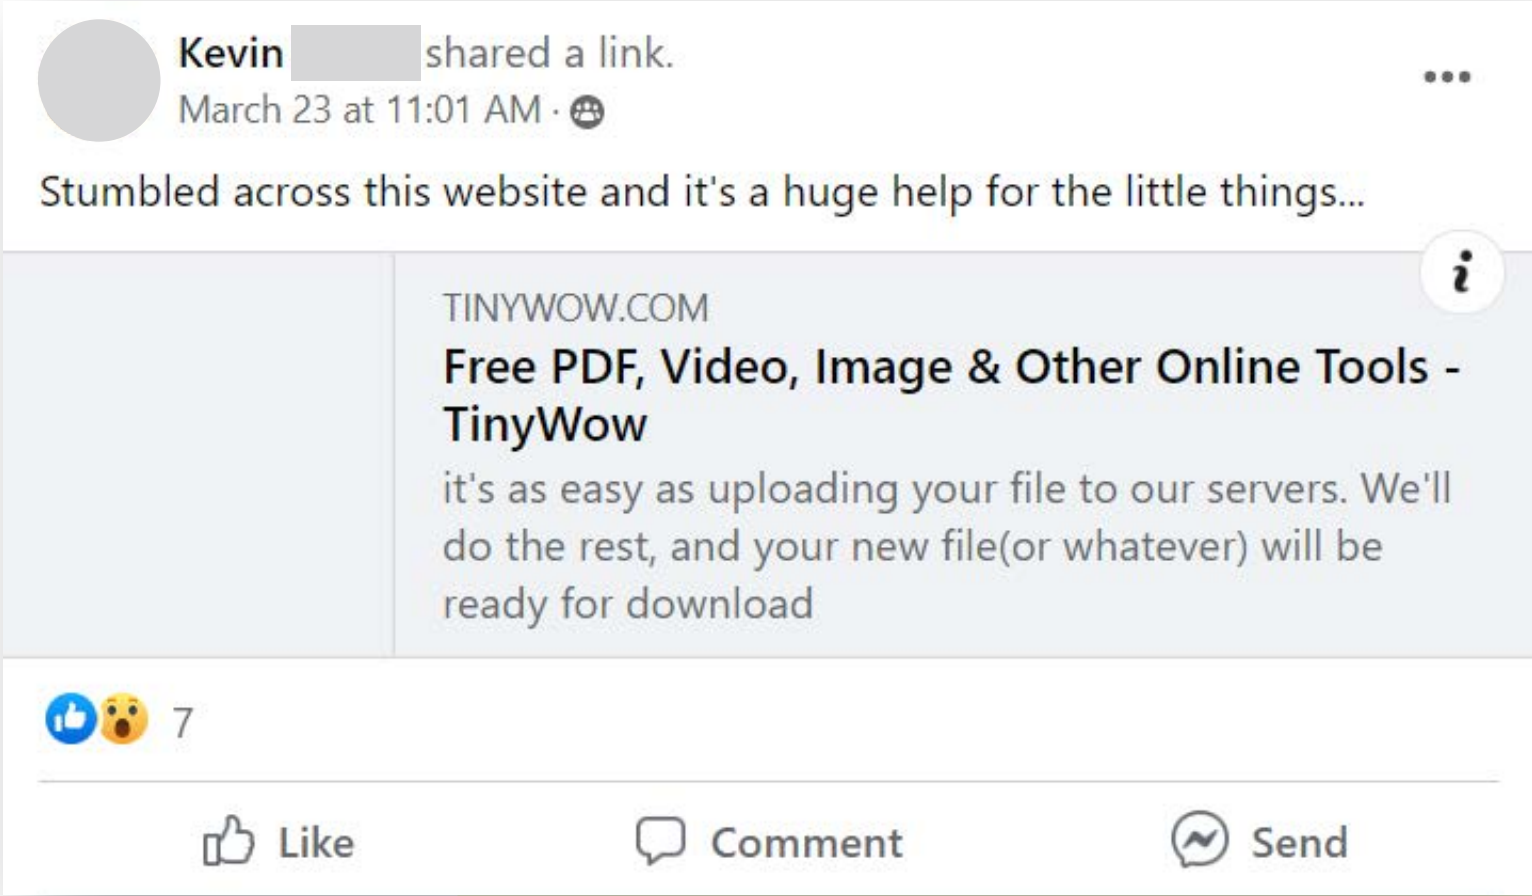 Kevin shared a link.
March 23 at 11:01 AM ·
Stumbled across this website and it's a huge help for the little things...
i
TINYWOW.COM
Free PDF, Video, Image & Other Online Tools -
TinyWow
it's as easy as uploading your file to our servers. We'll
do the rest, and your new file(or whatever) will be
ready for download
7
Like Comment Send